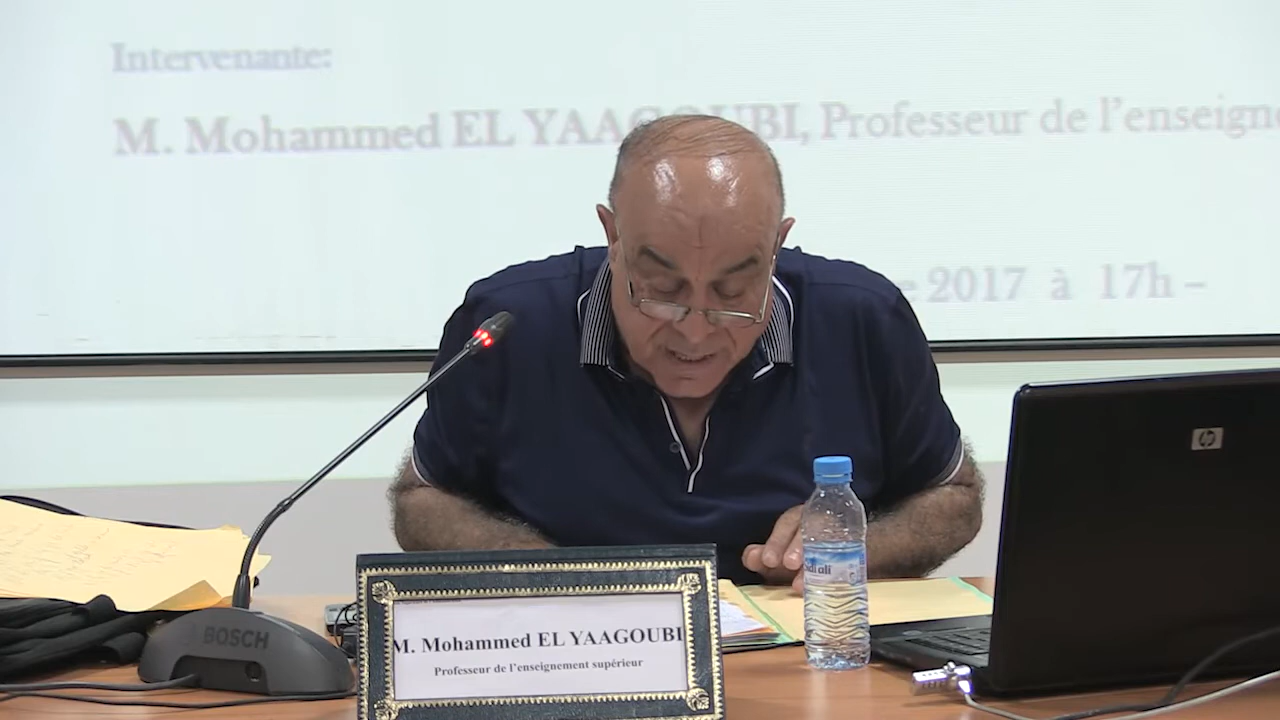 Intervenante:
M. Mohammed EL YAAGOUBI, Professeur de l'enseigne
2017 à 17h –
BOSCH
M. Mohammed EL YAAGOUBI
Professeur de l'enseignement supérieur
hp